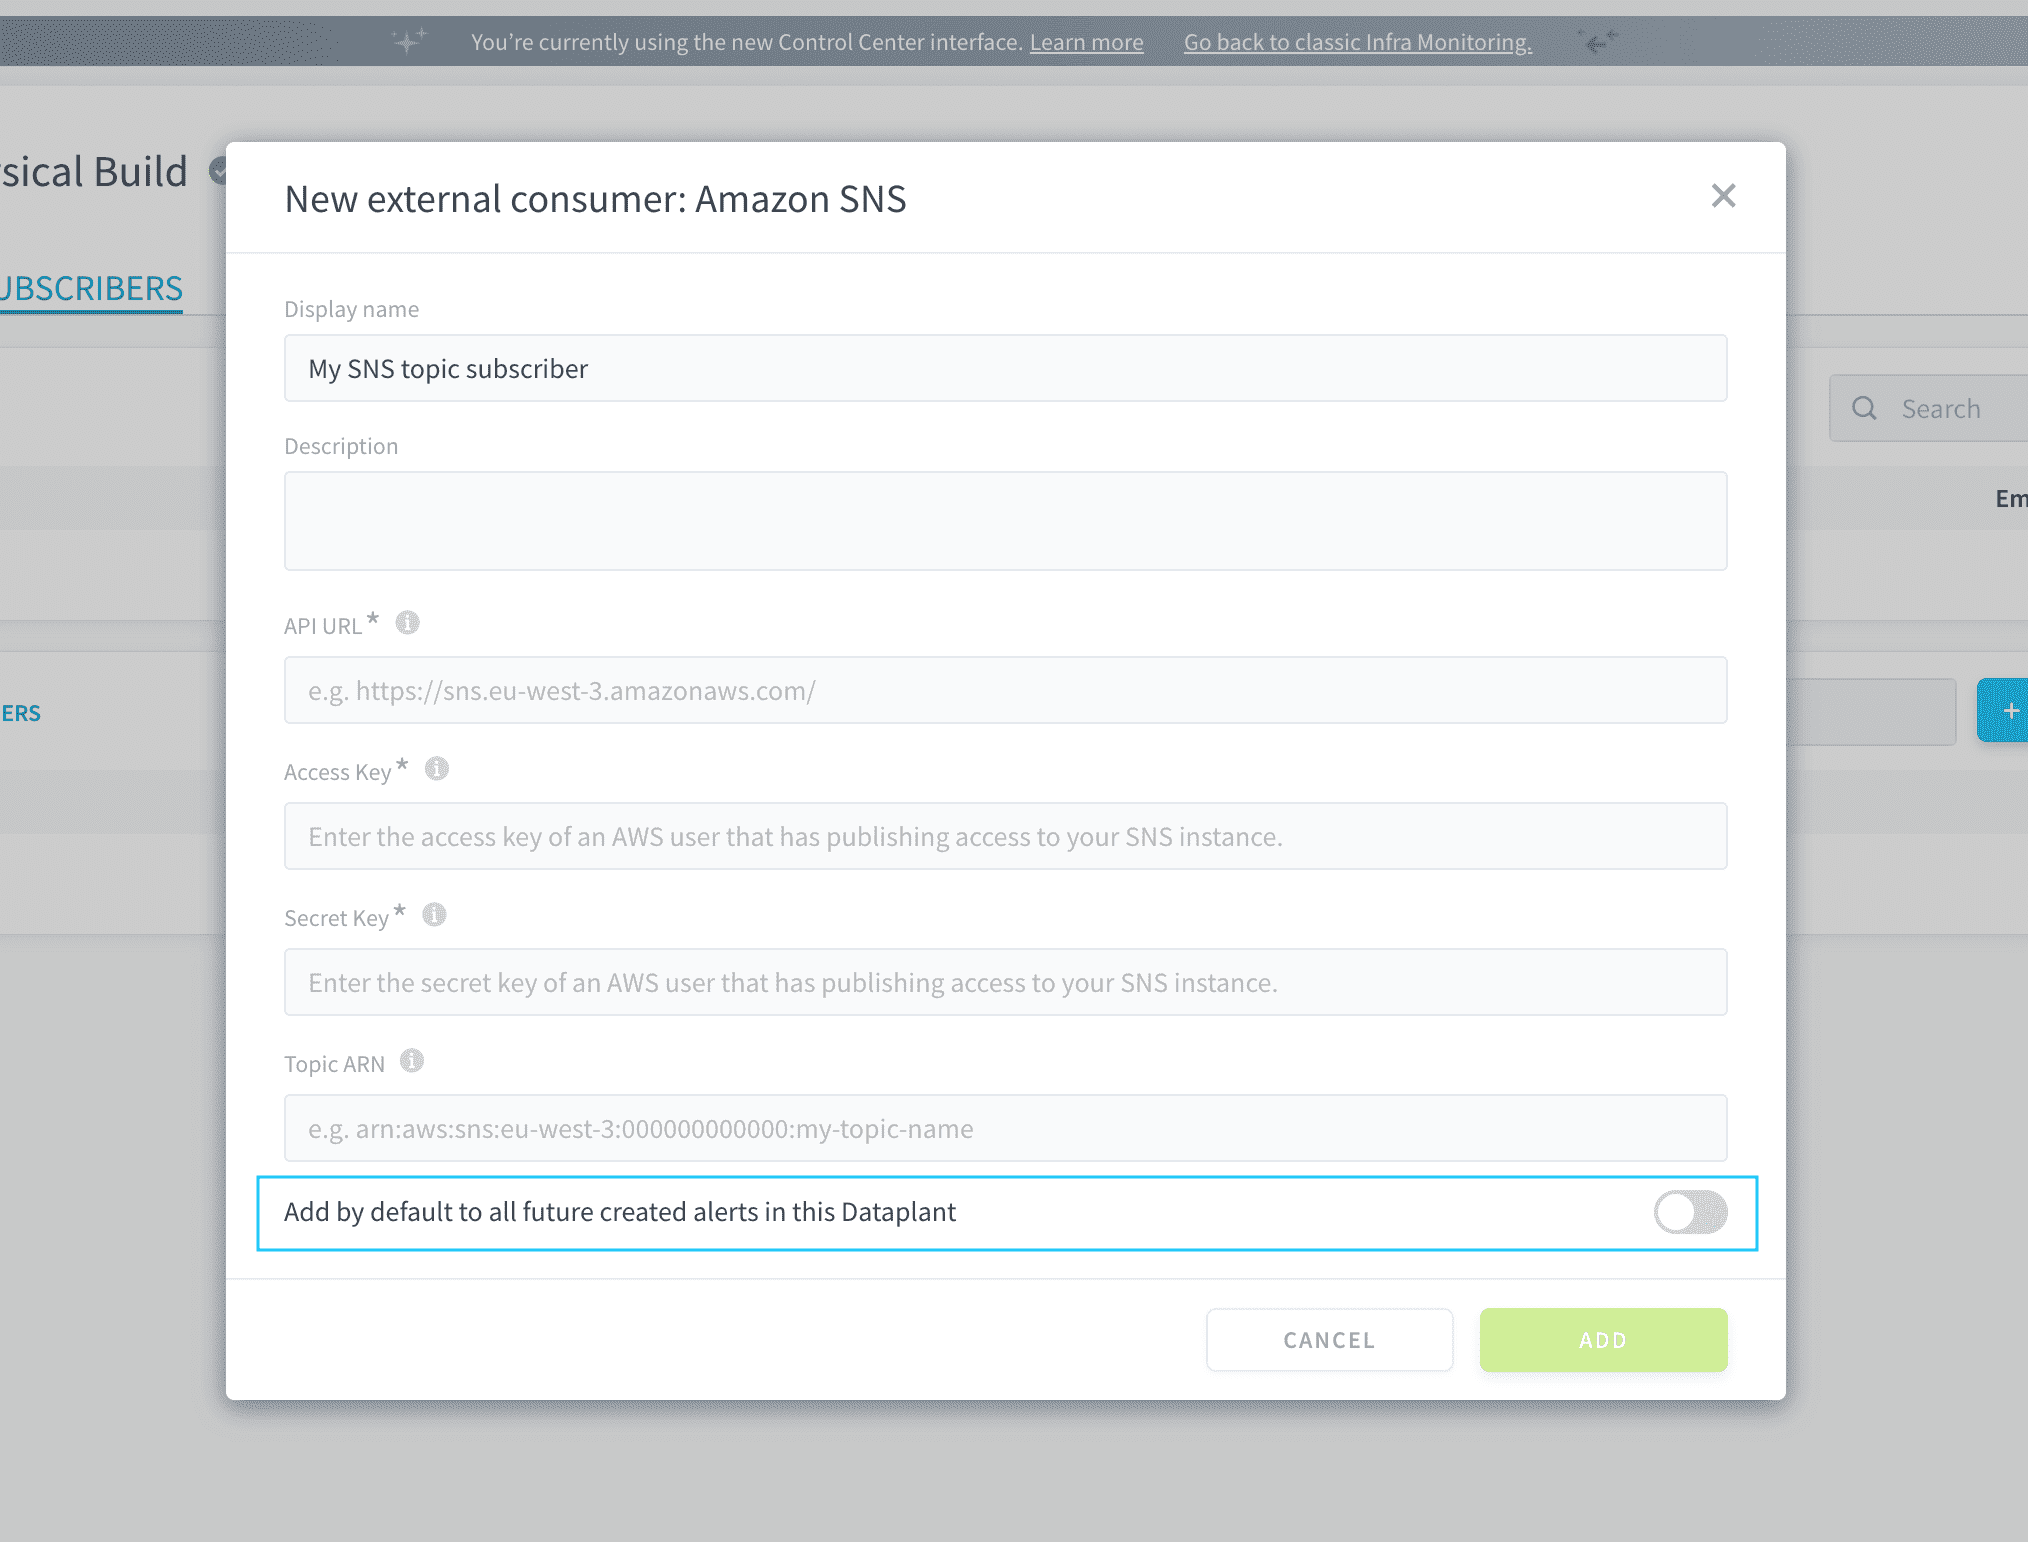 You’re currently using the new Control Center interface. Learn more Go back to classic Infra Monitoring.
sical Build
New external consumer: Amazon SNS
UBSCRIBERS
Display name
My SNS topic subscriber
Search
Description
Em
API URL *
e.g. https://sns.eu-west-3.amazonaws.com/
ERS
+
Access Key *
Enter the access key of an AWS user that has publishing access to your SNS instance.
Secret Key *
Enter the secret key of an AWS user that has publishing access to your SNS instance.
Topic ARN
e.g. arn:aws:sns:eu-west-3:000000000000:my-topic-name
Add by default to all future created alerts in this Dataplant
CANCEL
ADD